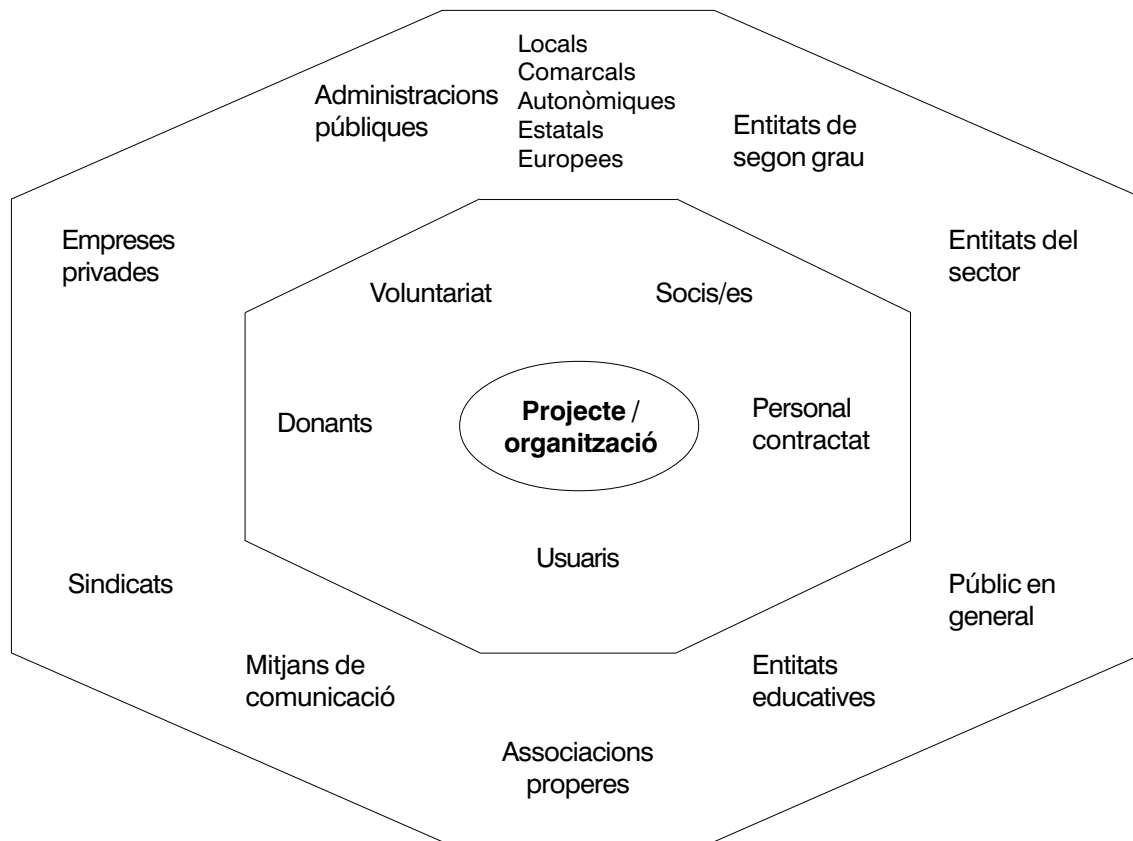 Locals
Comarcals
Autonòmiques
Estatals
Europees
Administracions
públiques
Entitats de
segon grau
Empreses
privades
Entitats del
sector
Voluntariat
Socis/es
Donants
Projecte /
organització
Personal
contractat
Usuaris
Sindicats
Públic en
general
Mitjans de
comunicació
Entitats
educatives
Associacions
properes